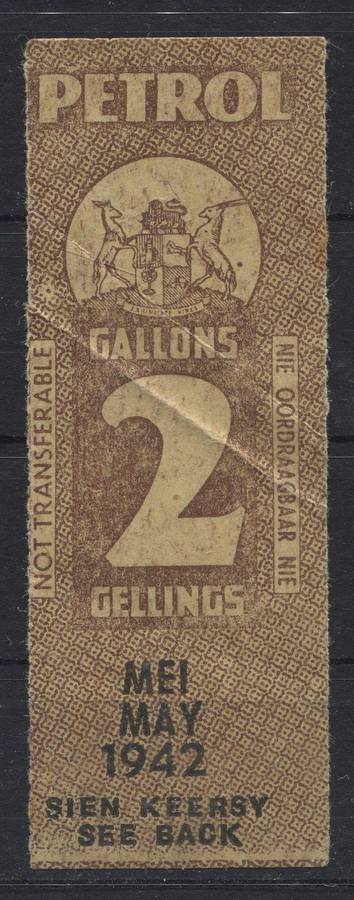 PETROL
GALLONS
NOT TRANSFERABLE
NIE OORDRAAGBAAR NIE
2
GELLINGS
MEI
MAY
1942
SIEN KEERSY
SEE BACK